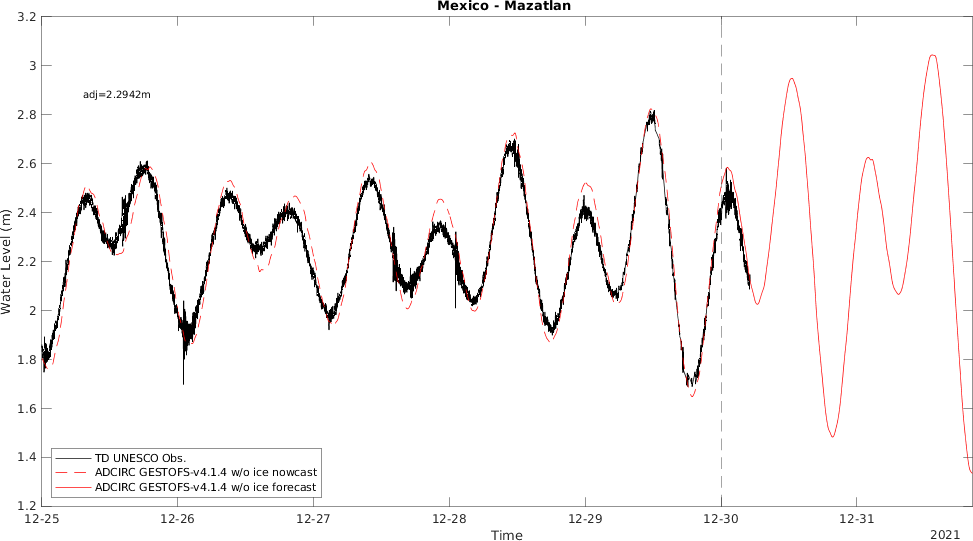 Mexico - Mazatlan
3.2
3
2.8
2.6
2.4
2.2
2
1.8
1.6
1.4
1.2
Water Level (m)
adj=2.2942m
TD UNESCO Obs.
ADCIRC GESTOFS-v4.1.4 w/o ice nowcast
ADCIRC GESTOFS-v4.1.4 w/o ice forecast
12-25 12-26 12-27 12-28 12-29 12-30 12-31
Time
2021